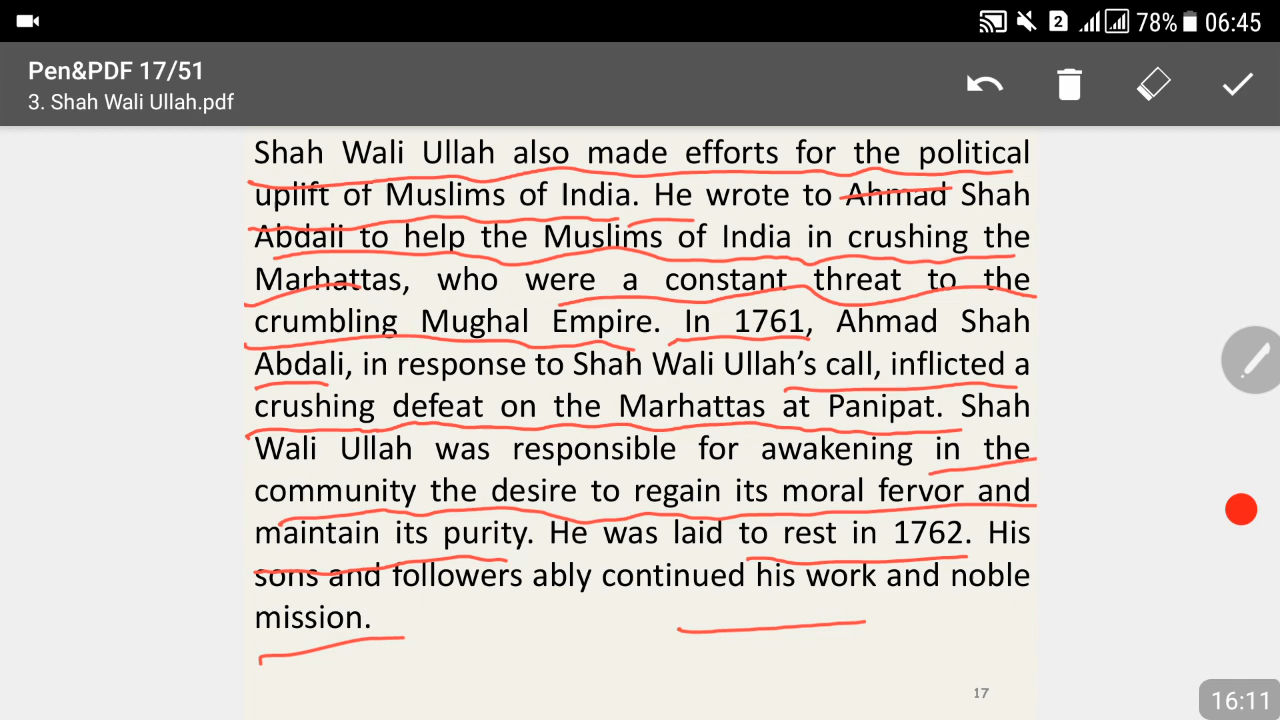 2 78% 06:45
Pen&PDF 17/51
3. Shah Wali Ullah.pdf
Shah Wali Ullah also made efforts for the political
uplift of Muslims of India. He wrote to Ahmad Shah
Abdali to help the Muslims of India in crushing the
Marhattas, who were a constant threat to the
crumbling Mughal Empire. In 1761, Ahmad Shah
Abdali, in response to Shah Wali Ullah’s call, inflicted a
crushing defeat on the Marhattas at Panipat. Shah
Wali Ullah was responsible for awakening in the
community the desire to regain its moral fervor and
maintain its purity. He was laid to rest in 1762. His
sons and followers ably continued his work and noble
mission.
17
16:11